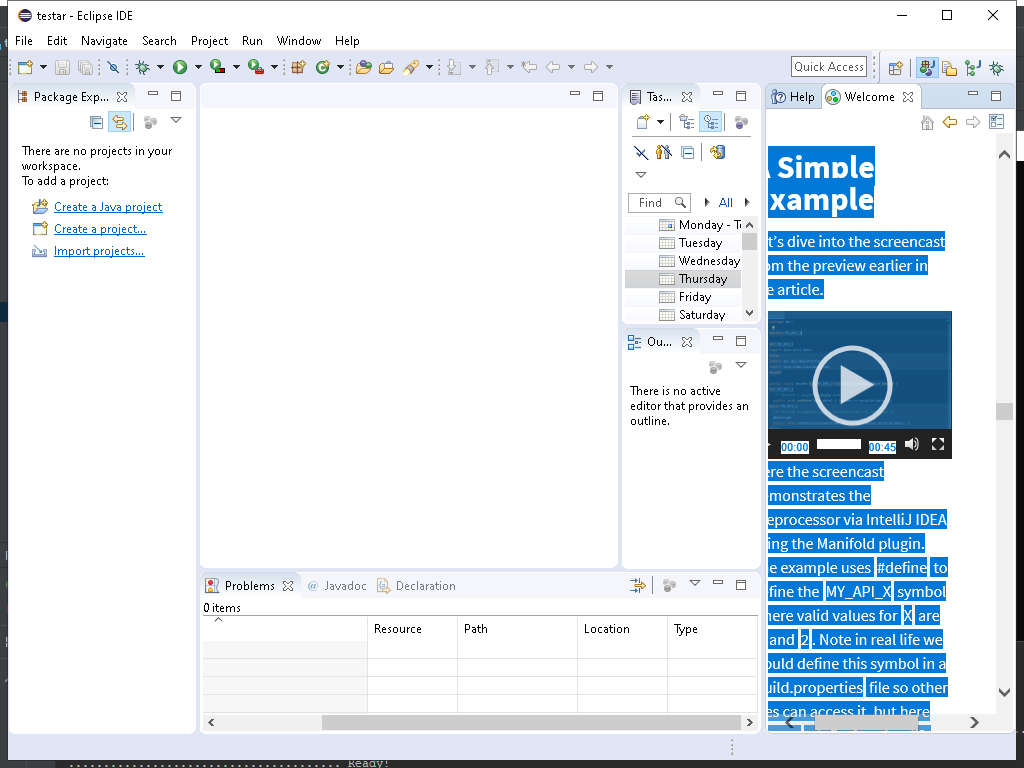 testar - Eclipse IDE
File Edit Navigate Search Project Run Window Help
Quick Access
Package Exp...
There are no projects in your
workspace.
To add a project:
Create a Java project
Create a project...
Import projects...
Tas...
Find
All
Monday - T
Tuesday
Wednesday
Thursday
Friday
Saturday
Ou...
There is no active
editor that provides an
outline.
Problems @ Javadoc Declaration
0 items
Resource Path Location Type
Help Welcome
Simple
xample
t's dive into the screencast
om the preview earlier in
e article.
00:00 00:45
ere the screencast
monstrates the
eprocessor via IntelliJ IDEA
ing the Manifold plugin.
e example uses #define to
fine the MY_API_X symbol
here valid values for X are
and 2. Note in real life we
ould define this symbol in a
uild.properties file so other
es can access it, but here
Ready!